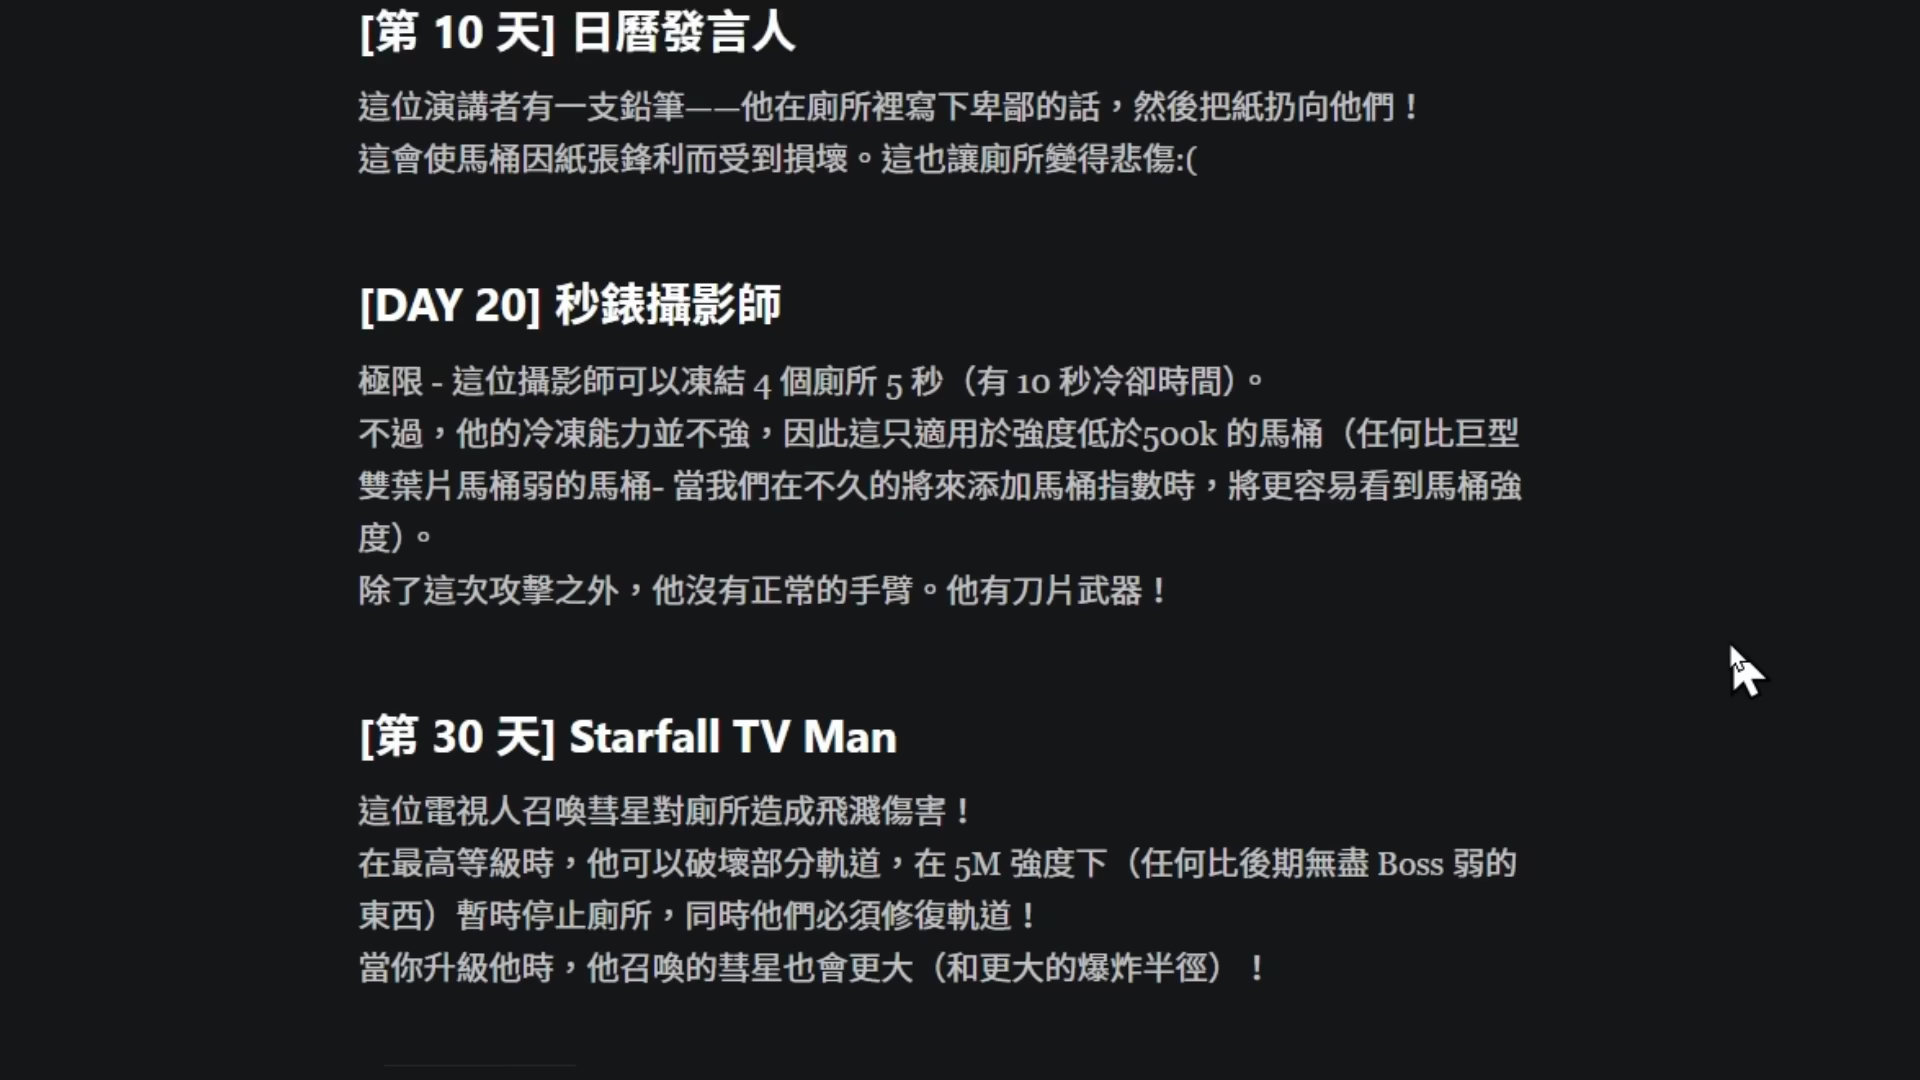 [第 10 天] 日曆發言人
這位演講者有一支鉛筆——他在廁所裡寫下卑鄙的話，然後把紙扔向他們！
這會使馬桶因紙張鋒利而受到損壞。這也讓廁所變得悲傷:(
[DAY 20] 秒錶攝影師
極限 - 這位攝影師可以凍結 4 個廁所 5 秒（有 10 秒冷卻時間）。
不過，他的冷凍能力並不強，因此這只適用於強度低於500k 的馬桶（任何比巨型
雙葉片馬桶弱的馬桶- 當我們在不久的將來添加馬桶指數時，將更容易看到馬桶強
度）。
除了這次攻擊之外，他沒有正常的手臂。他有刀片武器！
[第 30 天] Starfall TV Man
這位電視人召喚彗星對廁所造成飛濺傷害！
在最高等級時，他可以破壞部分軌道，在 5M 強度下（任何比後期無盡 Boss 弱的
東西）暫時停止廁所，同時他們必須修復軌道！
當你升級他時，他召喚的彗星也會更大（和更大的爆炸半徑）！